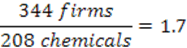 344 firms
208 chemicals = 1.7